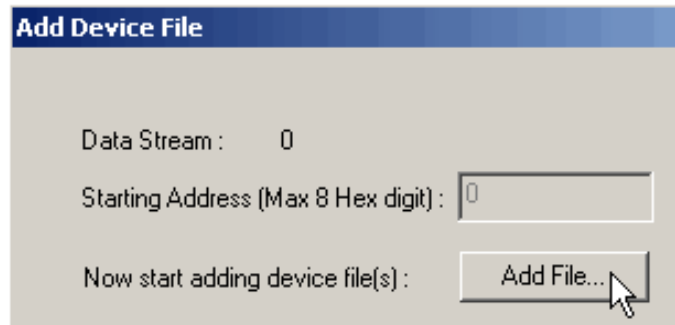 Add Device File
Data Stream : 0
Starting Address (Max 8 Hex digit) : 0
Now start adding device file(s) : Add File...